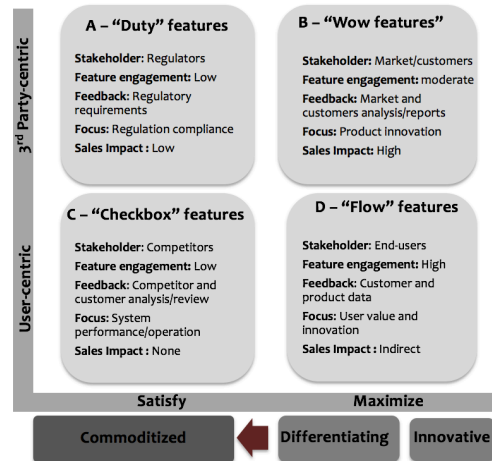 3rd Party-centric
A – “Duty” features
Stakeholder: Regulators
Feature engagement: Low
Feedback: Regulatory
requirements
Focus: Regulation compliance
Sales Impact : Low
B – “Wow features”
Stakeholder: Market/customers
Feature engagement: moderate
Feedback: Market and
customers analysis/reports
Focus: Product innovation
Sales Impact: High
User-centric
C – “Checkbox” features
Stakeholder: Competitors
Feature engagement: Low
Feedback: Competitor and
customer analysis/review
Focus: System
performance/operation
Sales Impact : None
D – “Flow” features
Stakeholder: End-users
Feature engagement: High
Feedback: Customer and
product data
Focus: User value and
innovation
Sales Impact : Indirect
Satisfy
Maximize
Commoditized
Differentiating
Innovative